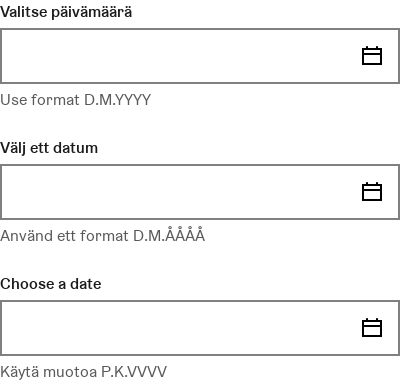 Valitse päivämäärä
Use format D.M.YYYY
Välj ett datum
Använd ett format D.M.ÅÅÅÅ
Choose a date
Käytä muotoa P.K.VVVV